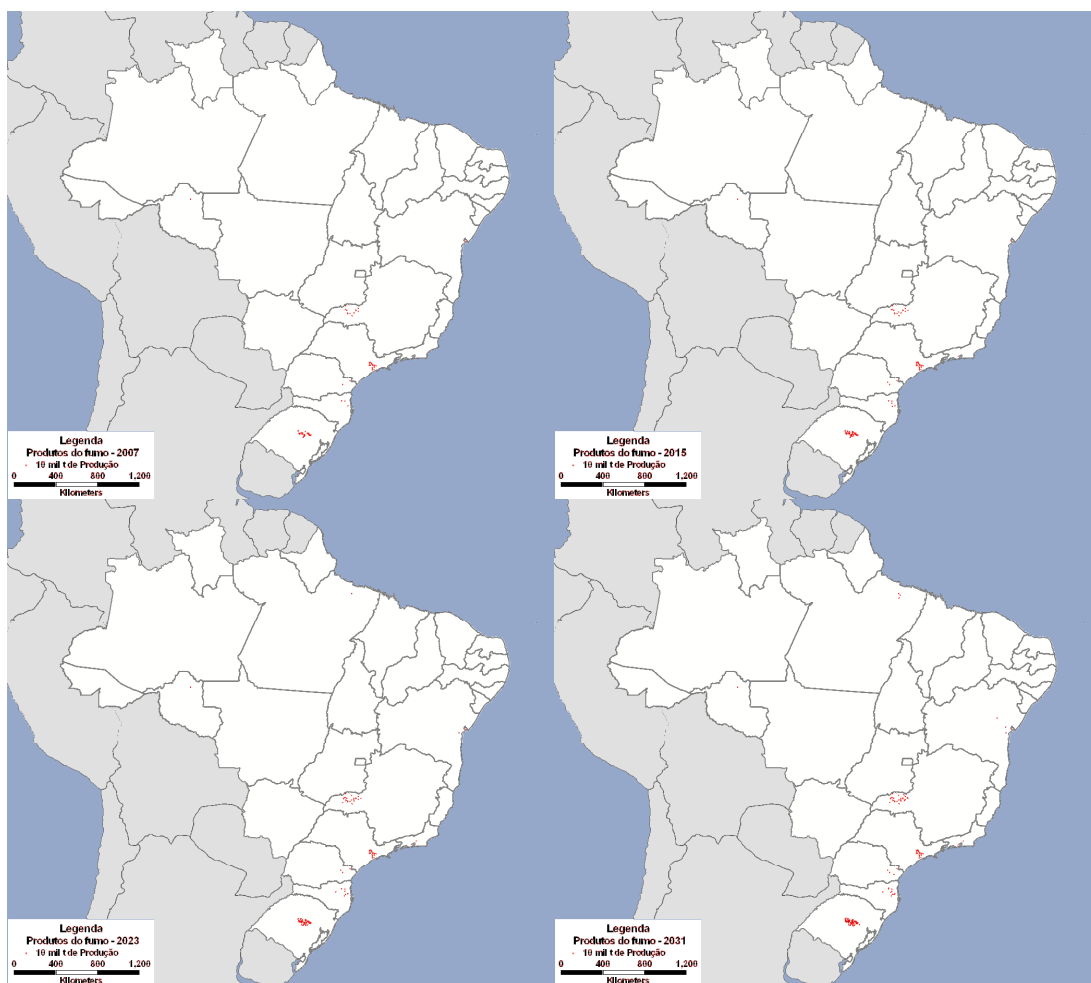 Legenda
Produtos do fumo - 2007
10 mil t de Produção
0 400 800 1.200
Kilometers
Legenda
Produtos do fumo - 2015
10 mil t de Produção
0 400 800 1.200
Kilometers
Legenda
Produtos do fumo - 2023
10 mil t de Produção
0 400 800 1.200
Kilometers
Legenda
Produtos do fumo - 2031
10 mil t de Produção
0 400 800 1.200
Kilometers